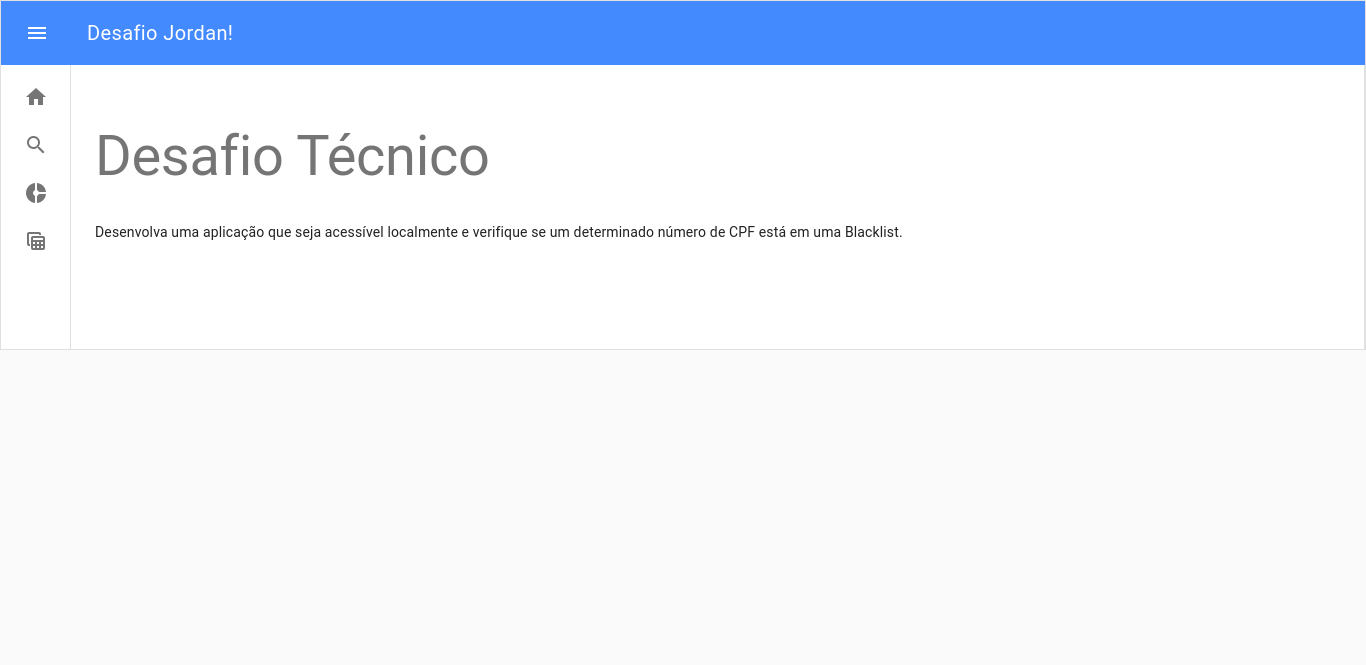 Desafio Jordan!
Desafio Técnico
Desenvolva uma aplicação que seja acessível localmente e verifique se um determinado número de CPF está em uma Blacklist.